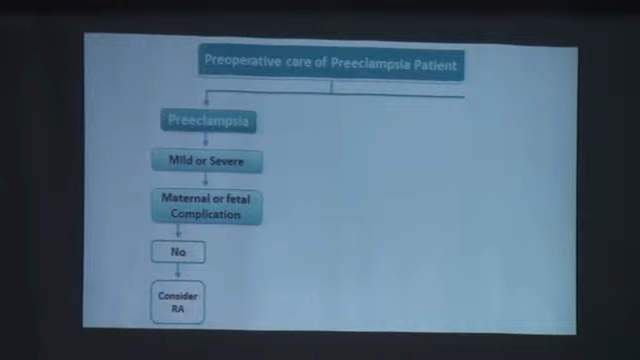 Preoperative care of Preeclampsia Patient
Preeclampsia
Mild or Severe
Maternal or fetal
Complication
No
Consider
RA